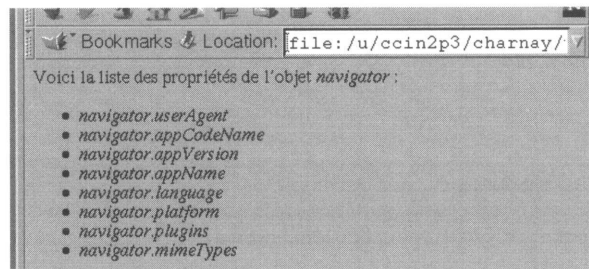 Bookmarks Location: file:/u/ccin2p3/charnay/
Voici la liste des propriétés de l'objet navigator :
• navigator.userAgent
• navigator.appCodeName
• navigator.appVersion
• navigator.appName
• navigator.language
• navigator.platform
• navigator.plugins
• navigator.mimeTypes